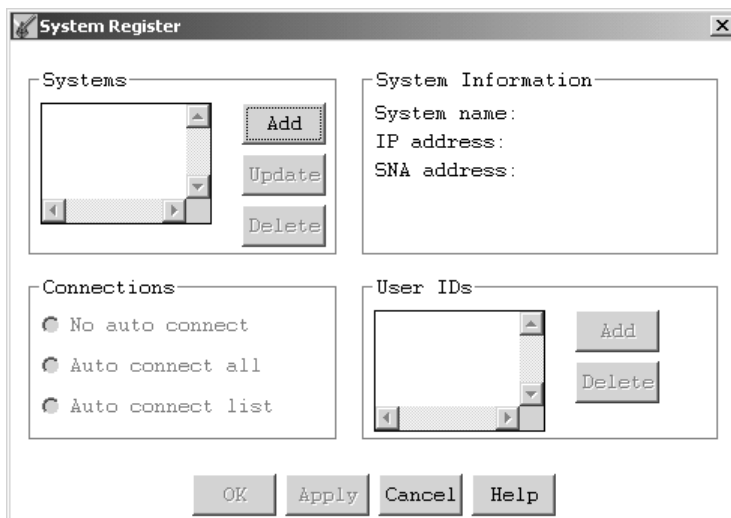 System Register
Systems
Add
Update
Delete
System Information
System name:
IP address:
SNA address:
Connections
No auto connect
Auto connect all
Auto connect list
User IDs
Add
Delete
OK
Apply
Cancel
Help